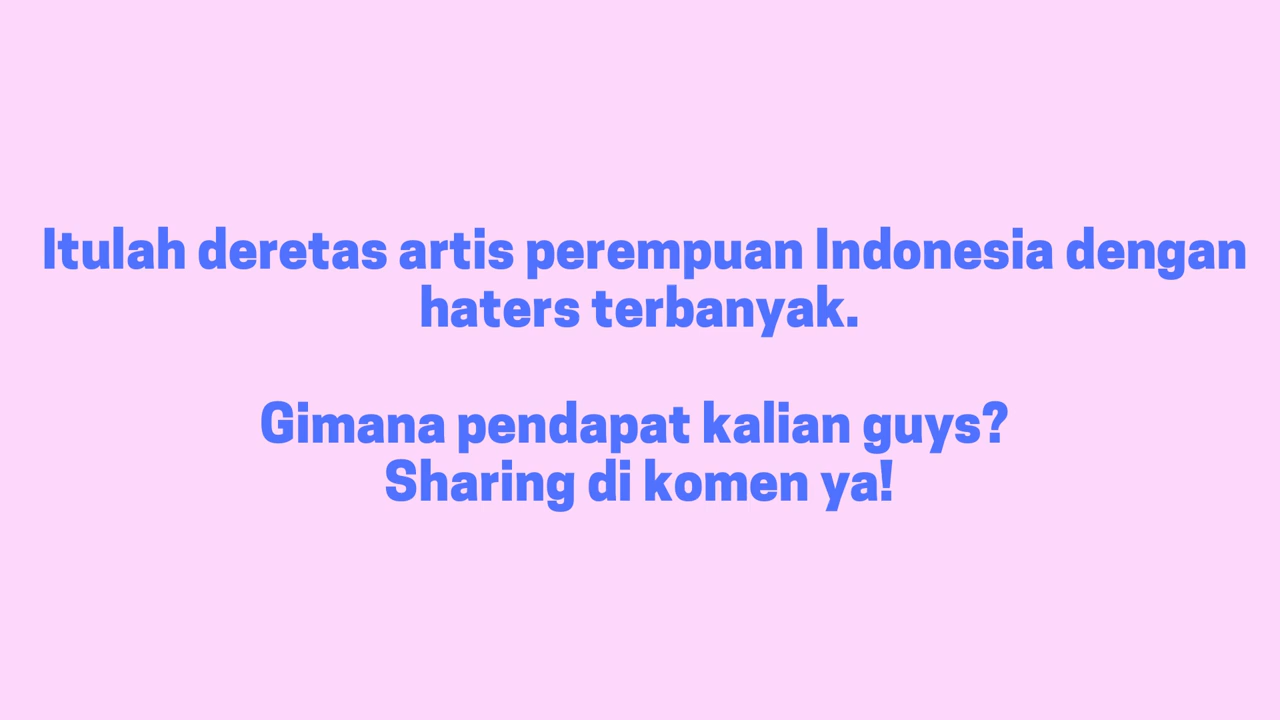 Itulah deretas artis perempuan Indonesia dengan
haters terbanyak.
Gimana pendapat kalian guys?
Sharing di komen ya!